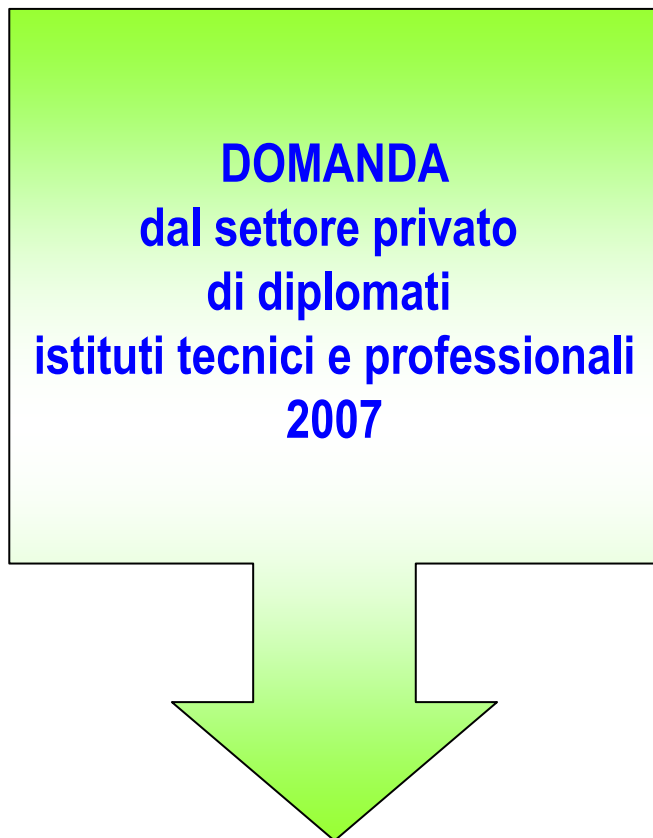 DOMANDA
dal settore privato
di diplomati
istituti tecnici e professionali
2007